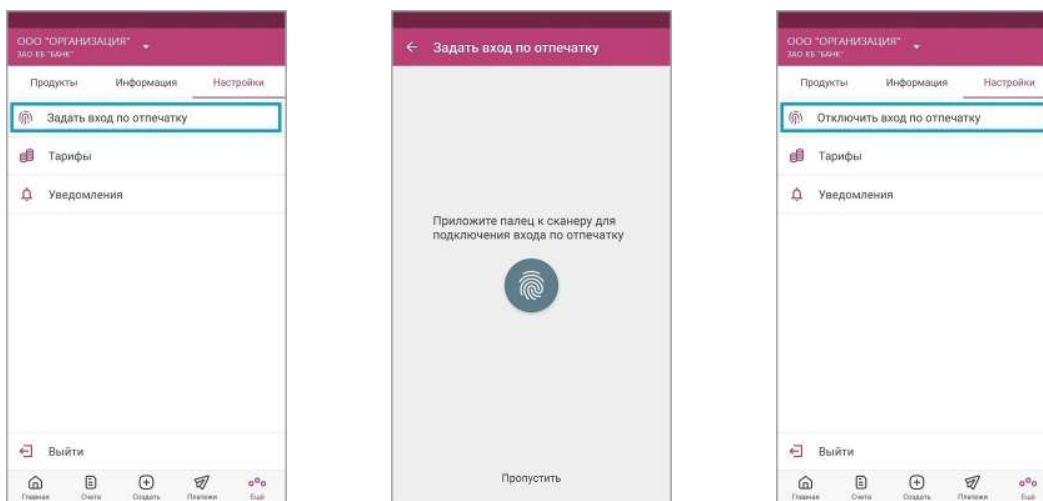 ООО "ОРГАНИЗАЦИЯ"
ЗАО КБ "БАНК"
Продукты Информация Настройки
Задать вход по отпечатку
Тарифы
Уведомления
Выйти
Главная Счета Создать Платежи Ещё
Задать вход по отпечатку
Приложите палец к сканеру для
подключения входа по отпечатку
Пропустить
ООО "ОРГАНИЗАЦИЯ"
ЗАО КБ "БАНК"
Продукты Информация Настройки
Отключить вход по отпечатку
Тарифы
Уведомления
Выйти
Главная Счета Создать Платежи Ещё